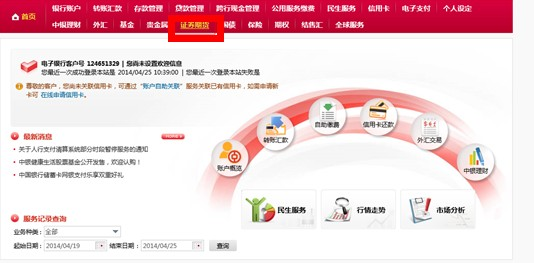 首页
银行账户 转账汇款 存款管理 贷款管理 跨行现金管理 公用服务缴费 民生服务 信用卡 电子支付 个人设定
中银理财 外汇 基金 贵金属 证券期货 国债 保险 期权 结售汇 全球服务
电子银行客户号 124651329 | 您尚未设置欢迎信息
您最近一次成功登录本站是 2014/04/25 10:39:00 | 您最近一次登录本站失败是
尊敬的客户，您尚未关联信用卡，可通过“账户自助关联”服务关联已有信用卡，如需申请新
卡可 在线申请信用卡。
最新消息
关于人行支付清算系统部分时段暂停服务的通知
中银健康生活股票基金公开发售，欢迎认购！
中国银行储蓄卡网银支付乐享双重好礼
账户概览
转账汇款
自助缴费
信用卡还款
外汇交易
中银理财
民生服务
行情走势
市场分析
服务记录查询
业务种类：全部
起始日期：2014/04/19 结束日期：2014/04/25 查询